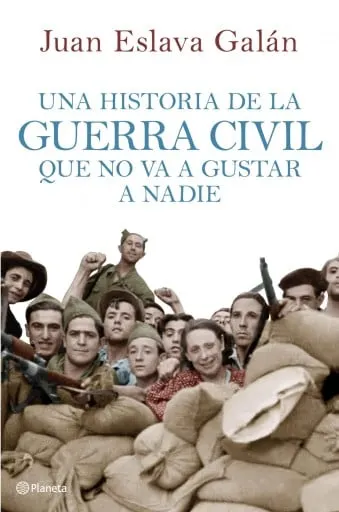 Juan Eslava Galán
UNA HISTORIA DE LA
GUERRA CIVIL
QUE NO VA A GUSTAR
A NADIE
Planeta